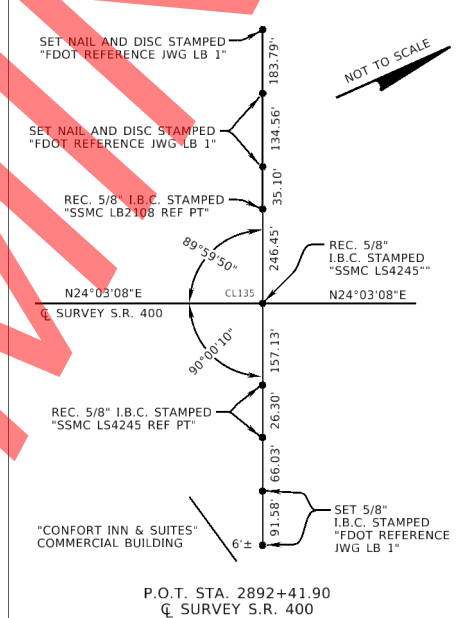 SET NAIL AND DISC STAMPED
"FDOT REFERENCE JWG LB 1"
183.79'
NOT TO SCALE
SET NAIL AND DISC STAMPED
"FDOT REFERENCE JWG LB 1"
134.56'
35.10'
REC. 5/8" I.B.C. STAMPED
"SSMC LB2108 REF PT"
246.45'
89°59'50"
REC. 5/8"
I.B.C. STAMPED
"SSMC LS4245""
N24°03'08"E
CL135
N24°03'08"E
℄ SURVEY S.R. 400
90°00'10"
157.13'
REC. 5/8" I.B.C. STAMPED
"SSMC LS4245 REF PT"
26.30'
66.03'
91.58'
SET 5/8"
I.B.C. STAMPED
"FDOT REFERENCE
JWG LB 1"
"CONFORT INN & SUITES"
COMMERCIAL BUILDING
6'±
P.O.T. STA. 2892+41.90
℄ SURVEY S.R. 400